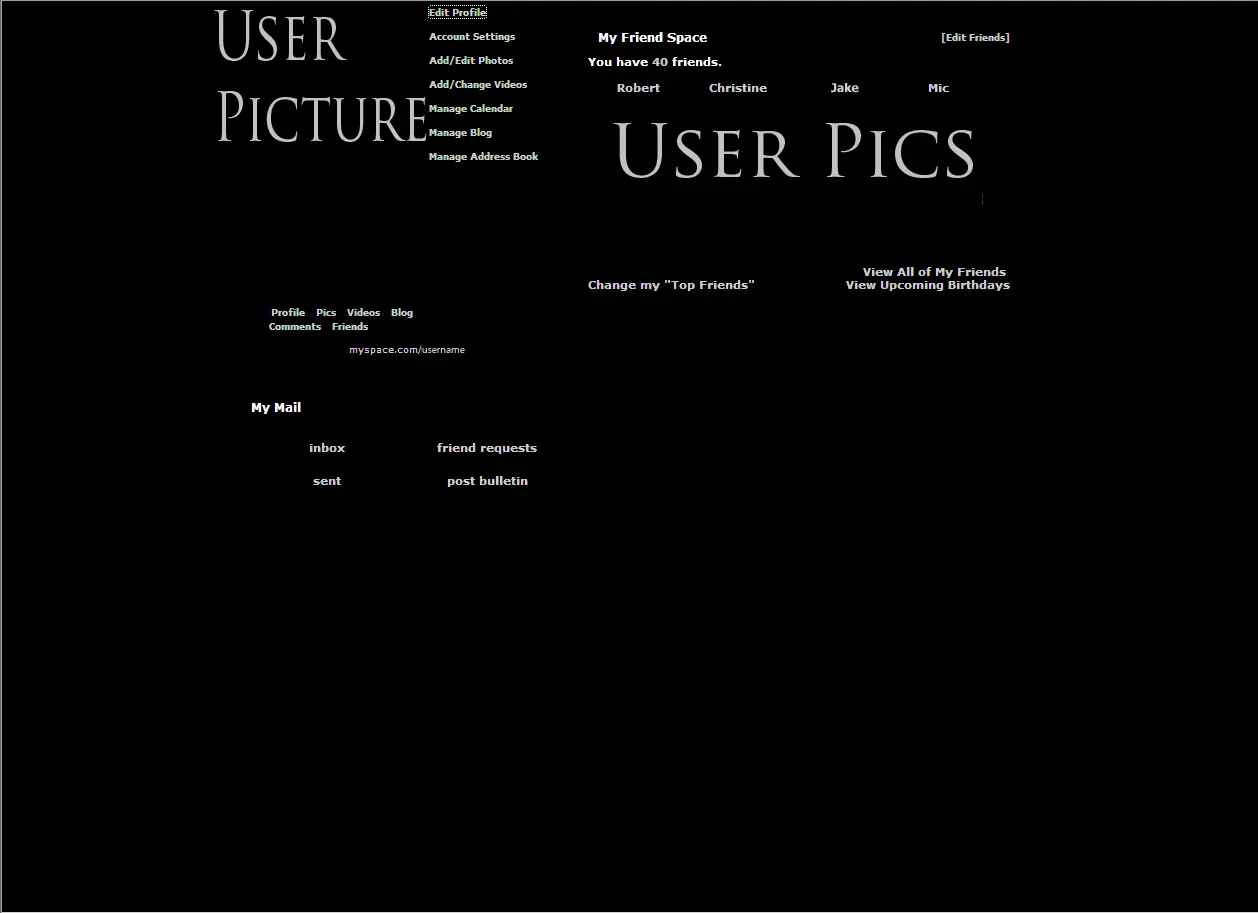 USER
PICTURE
Edit Profile
Account Settings
Add/Edit Photos
Add/Change Videos
Manage Calendar
Manage Blog
Manage Address Book
My Friend Space
[Edit Friends]
You have 40 friends.
Robert Christine Jake Mic
USER PICS
Change my "Top Friends"
View All of My Friends
View Upcoming Birthdays
Profile Pics Videos Blog
Comments Friends
myspace.com/username
My Mail
inbox friend requests
sent post bulletin